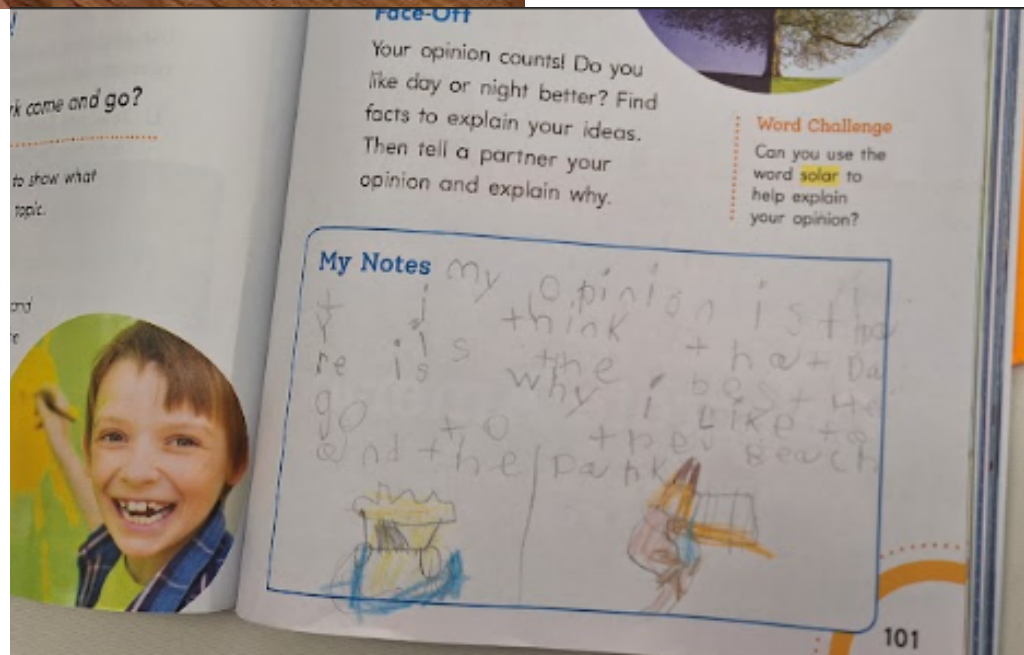 !
rk come and go?
to show what
topic.
and
re
Face-Off
Your opinion counts! Do you
like day or night better? Find
facts to explain your ideas.
Then tell a partner your
opinion and explain why.
Word Challenge
Can you use the
word solar to
help explain
your opinion?
My Notes my opinion is tha
t i think that Da
y is the best He
re is why i Like to
go to the Beach
and the park
101